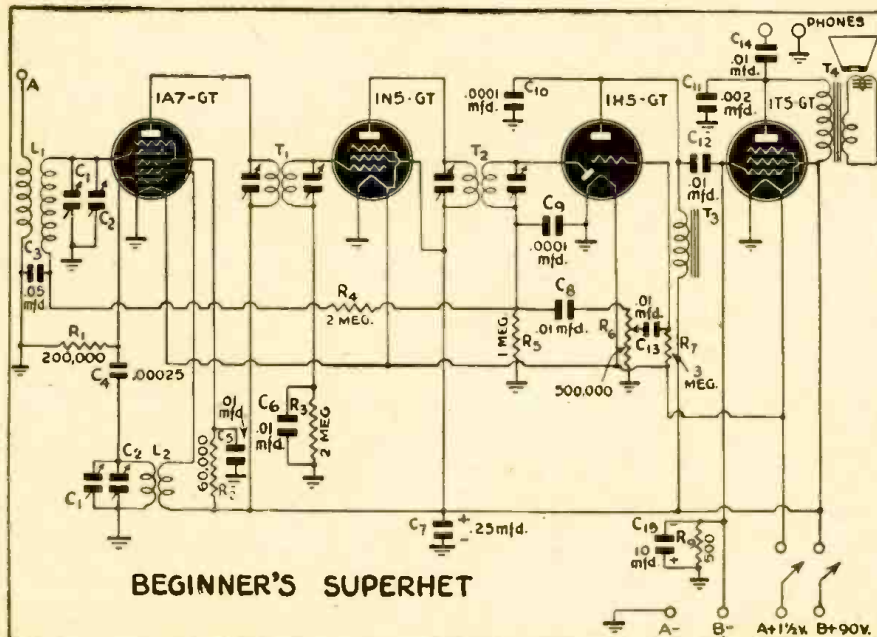 PHONES
C14
.01
mfd.
T4
A
1A7-GT
1N5-GT
.0001
mfd.
C10
1H5-GT
C11
.002
mfd.
1T5-GT
L1
C1
C2
T1
T2
C12
.01
mfd.
C3
.05
mfd
C9
.0001
mfd.
T3
R4
2 MEG.
C8
.01mfd.
R6
.01
mfd.
C13
R7
R1
200,000
1 MEG.
R5
500,000
3
MEG.
C4
.00025
.01
mfd.
C5
60,000
C6
.01
mfd.
R3
2 MEG
C1
C2
L2
C7
+
-
.25mfd.
C15
10
mfd.
-
+
R9
500
BEGINNER'S SUPERHET
A-
B-
A+1½V.
B+90V.